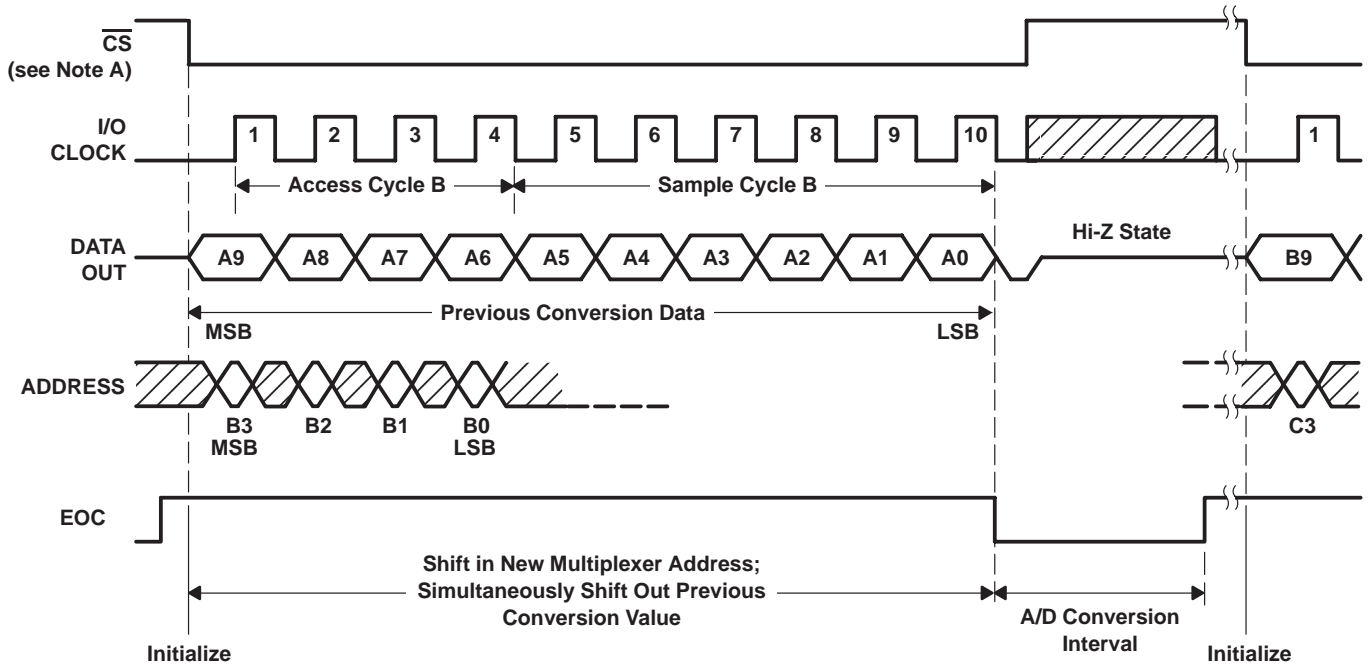 CS
(see Note A)
I/O
CLOCK
1 2 3 4 5 6 7 8 9 10 1
Access Cycle B Sample Cycle B
DATA
OUT
A9 A8 A7 A6 A5 A4 A3 A2 A1 A0 Hi-Z State B9
Previous Conversion Data
MSB LSB
ADDRESS
B3 B2 B1 B0 C3
MSB LSB
EOC
Shift in New Multiplexer Address;
Simultaneously Shift Out Previous
Conversion Value
A/D Conversion
Interval
Initialize Initialize